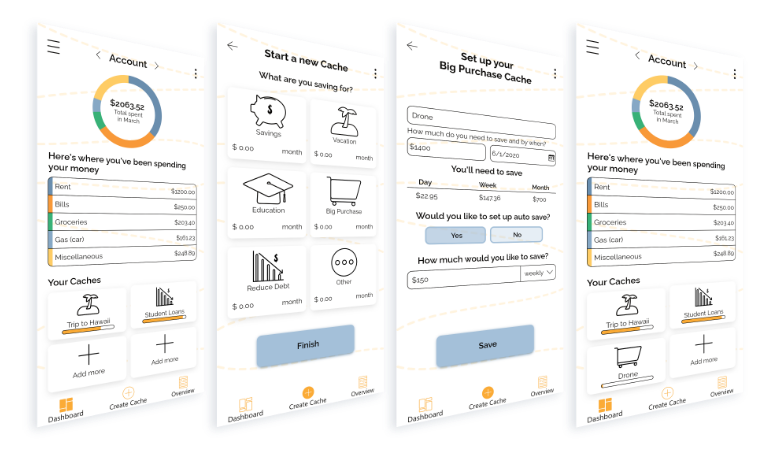 Account
$2063.52
Total spent
in March
Here's where you've been spending
your money
Rent $1200.00
Bills $250.00
Groceries $203.40
Gas (car) $161.23
Miscellaneous $248.89
Your Caches
Trip to Hawaii Student Loans
Add more Add more
Dashboard Create Cache Overview
Start a new Cache
What are you saving for?
Savings Vacation
$ 0.00 month $ 0.00 month
Education Big Purchase
$ 0.00 month $ 0.00 month
Reduce Debt Other
$ 0.00 month $ 0.00 month
Finish
Dashboard Create Cache Overview
Set up your
Big Purchase Cache
Drone
How much do you need to save and by when?
$1400 6/1/2020
You'll need to save
Day Week Month
$22.95 $147.36 $700
Would you like to set up auto save?
Yes No
How much would you like to save?
$150 weekly
Save
Dashboard Create Cache Overview
Account
$2063.52
Total spent
in March
Here's where you've been spending
your money
Rent $1200.00
Bills $250.00
Groceries $203.40
Gas (car) $161.23
Miscellaneous $248.89
Your Caches
Trip to Hawaii Student Loans
Drone Add more
Dashboard Create Cache Overview